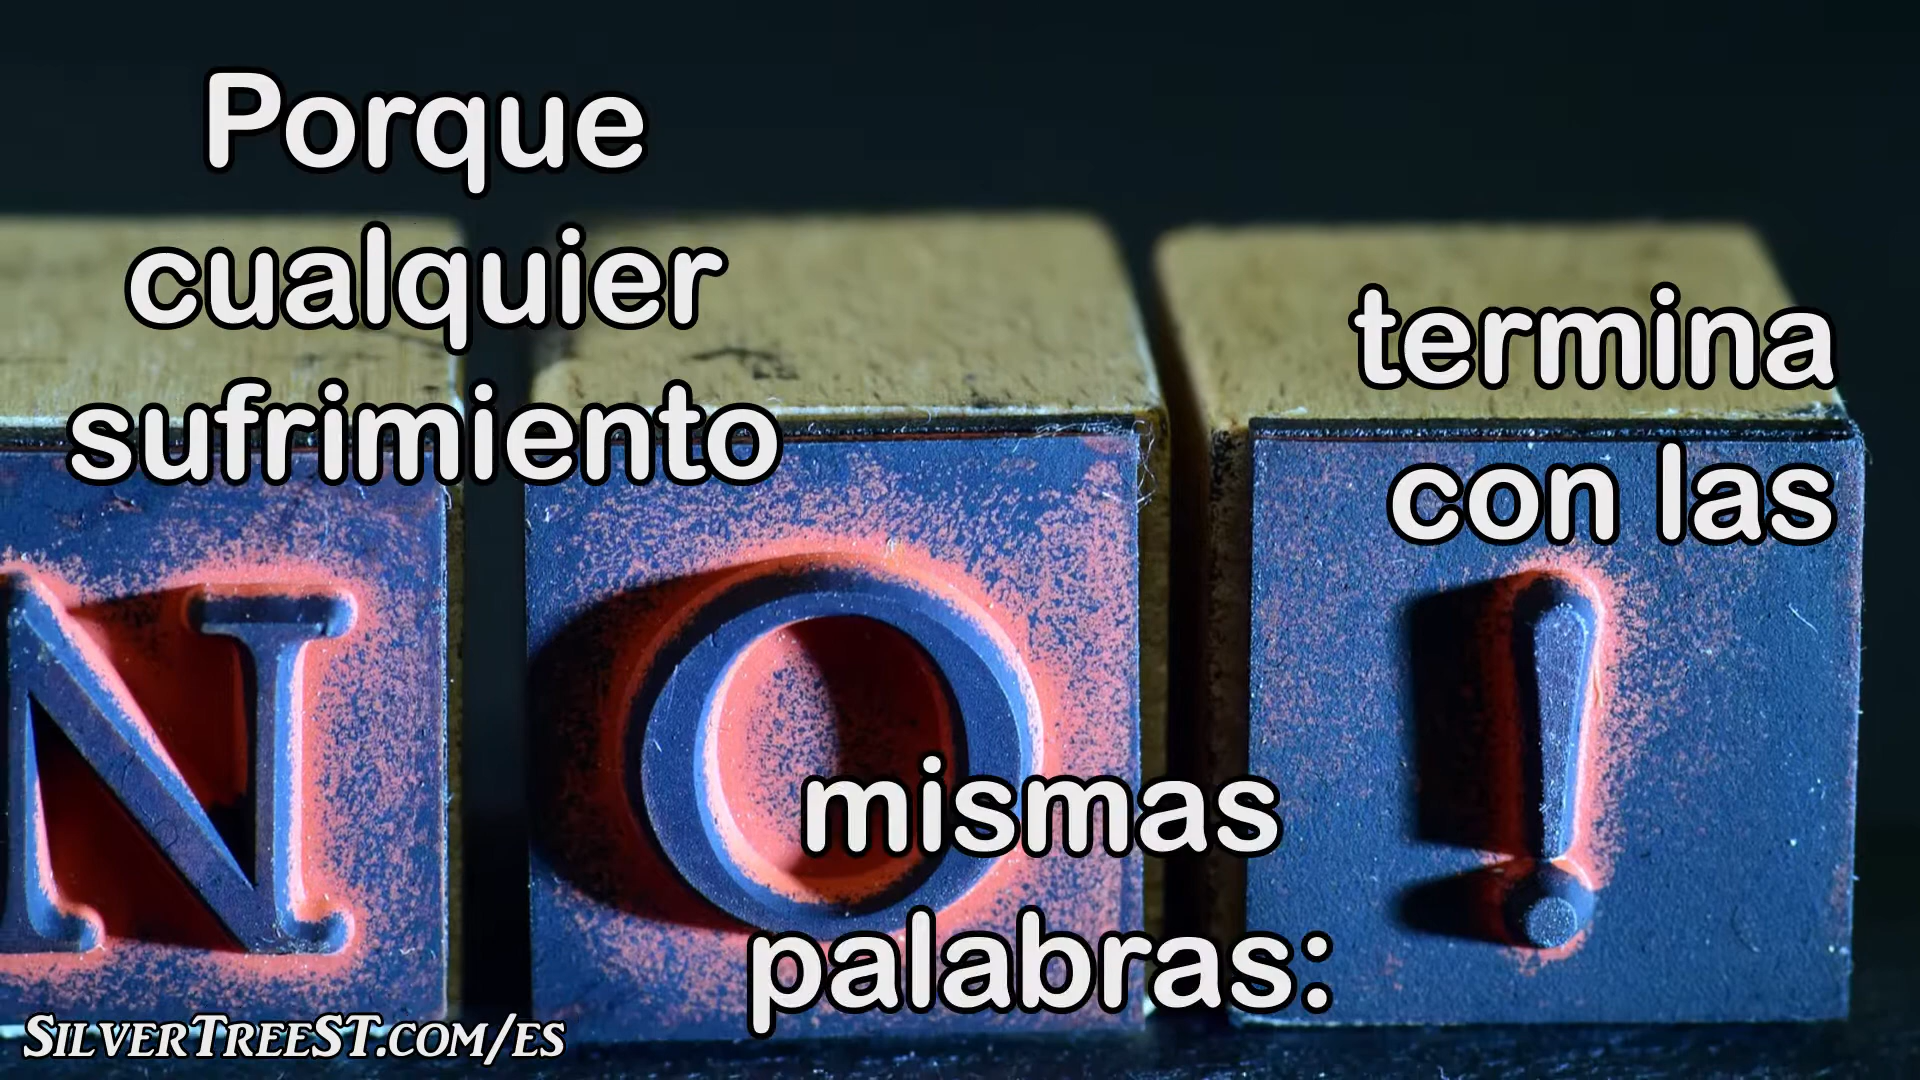 Porque
cualquier
sufrimiento
termina
con las
NO!
mismas
palabras:
SilverTreeST.com/es